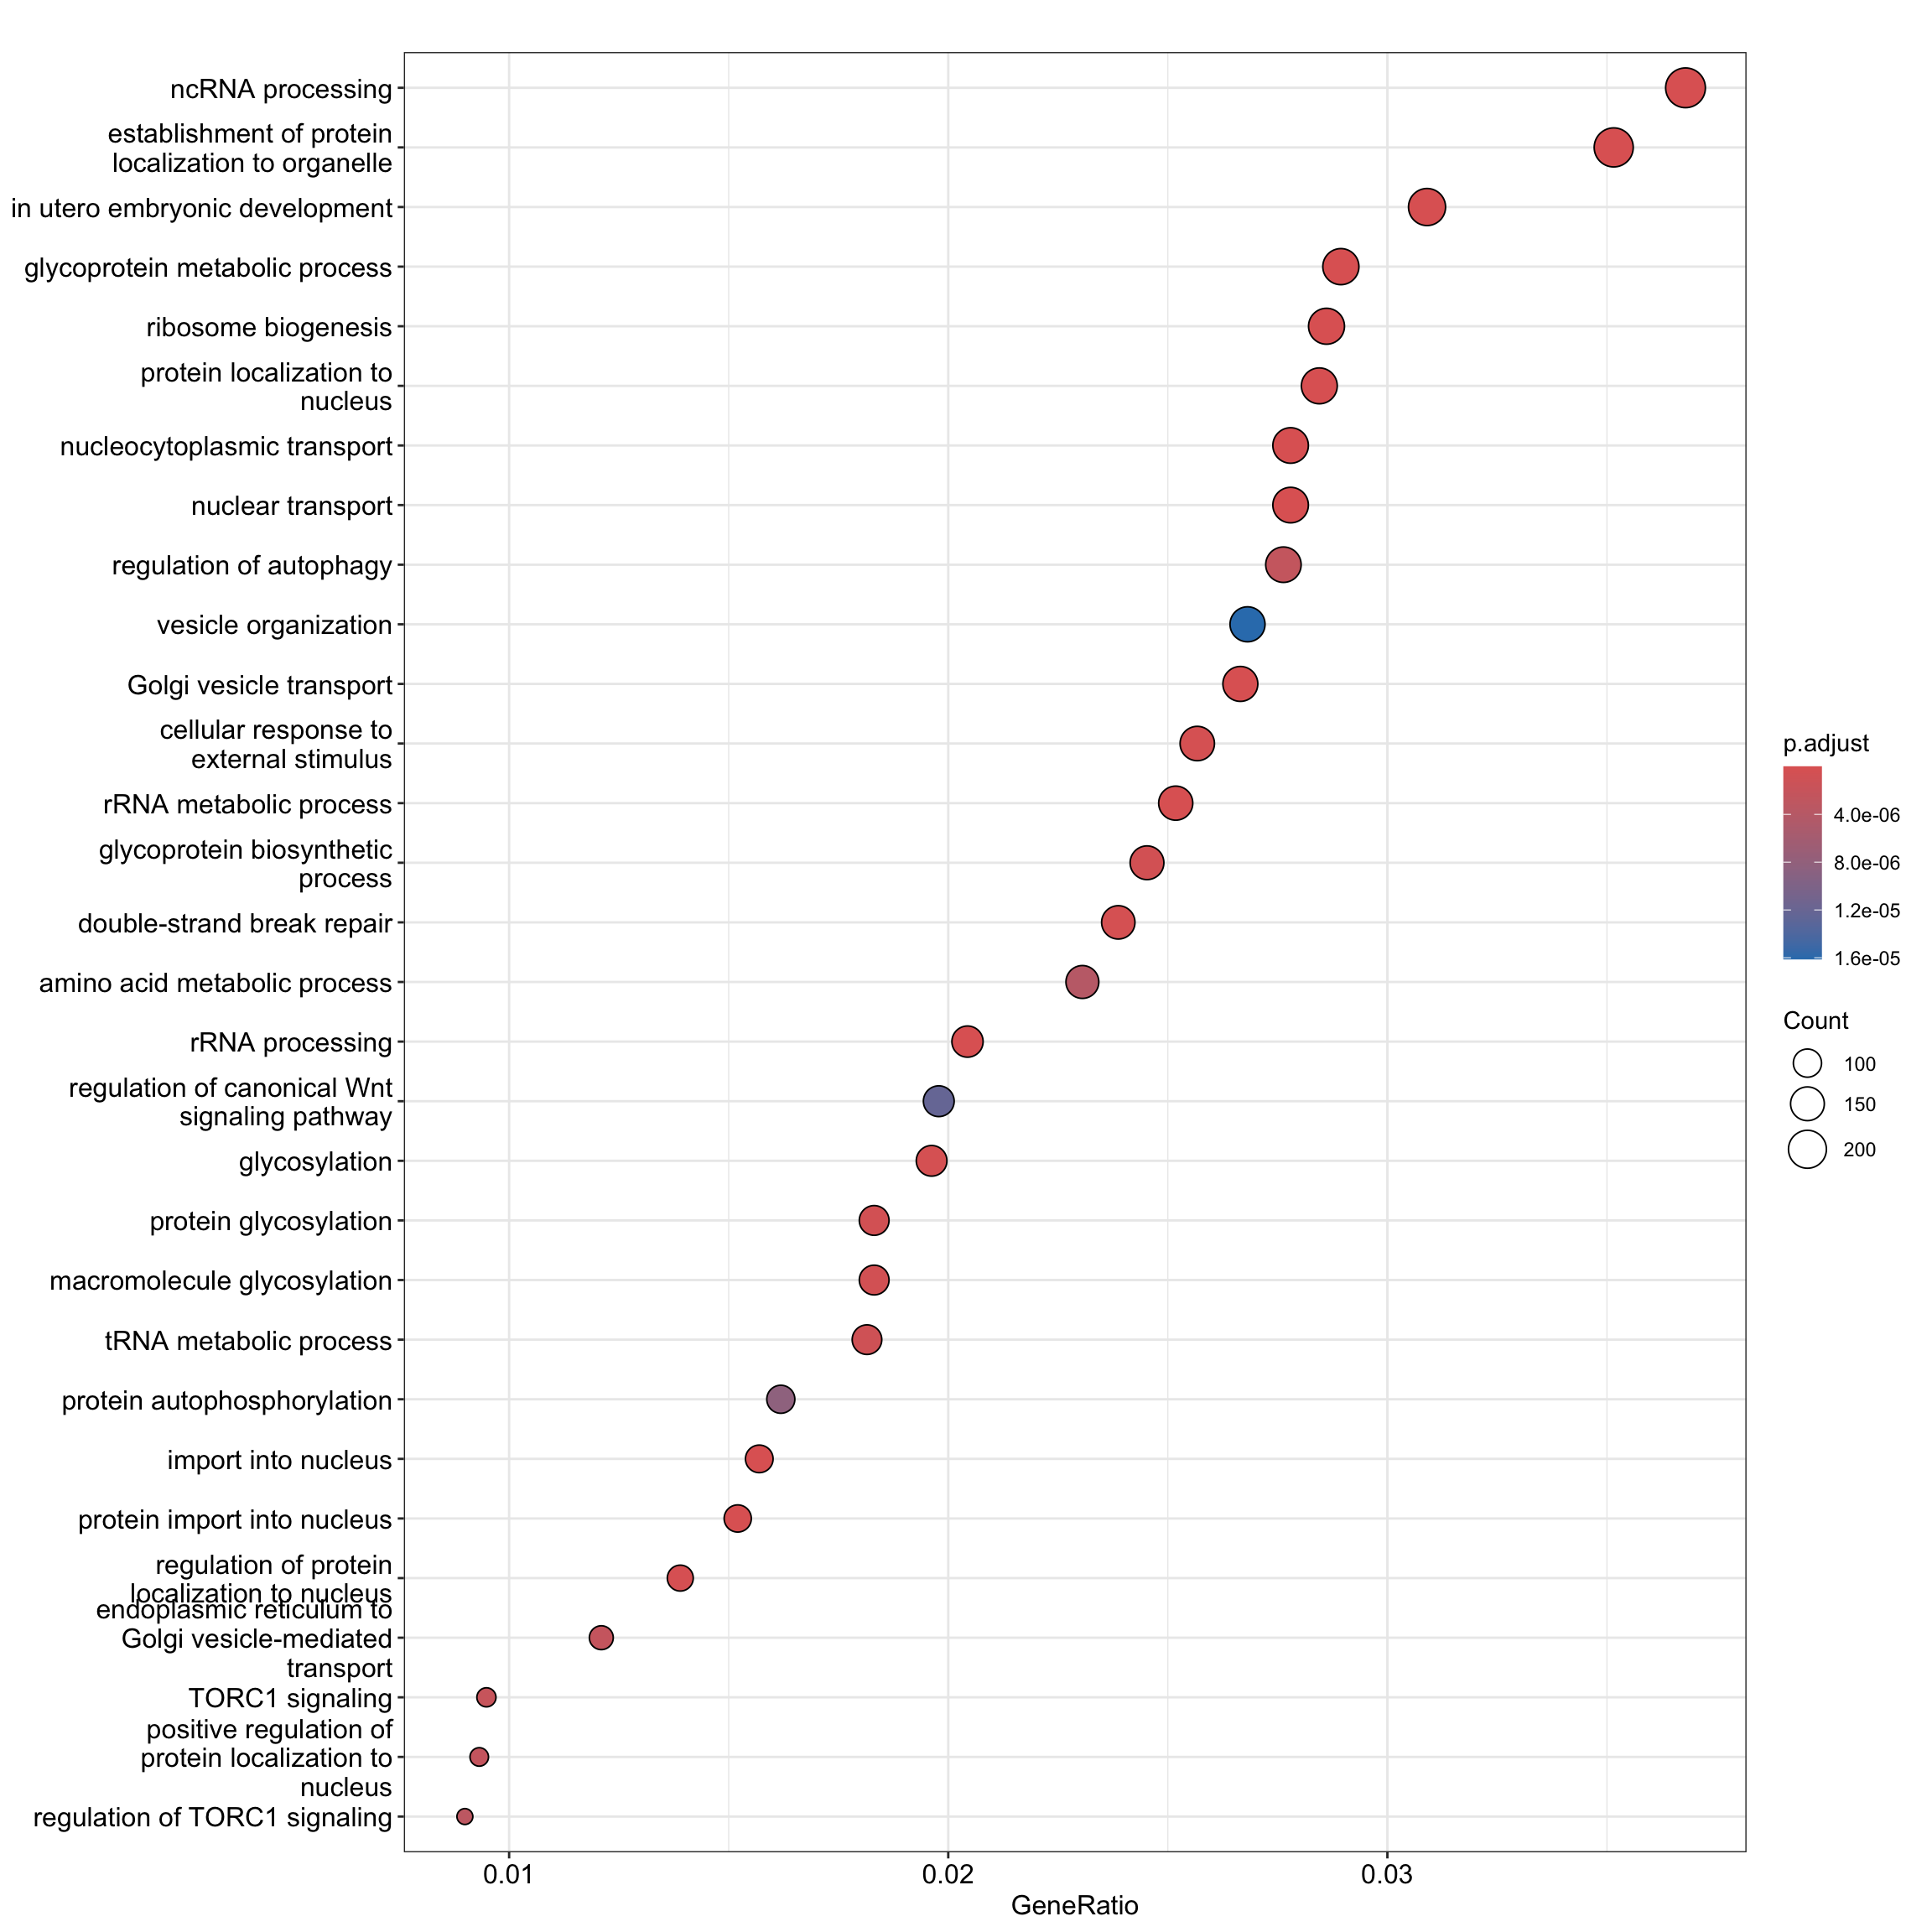 ncRNA processing
establishment of protein
localization to organelle
in utero embryonic development
glycoprotein metabolic process
ribosome biogenesis
protein localization to
nucleus
nucleocytoplasmic transport
nuclear transport
regulation of autophagy
vesicle organization
Golgi vesicle transport
cellular response to
external stimulus
rRNA metabolic process
glycoprotein biosynthetic
process
double-strand break repair
amino acid metabolic process
rRNA processing
regulation of canonical Wnt
signaling pathway
glycosylation
protein glycosylation
macromolecule glycosylation
tRNA metabolic process
protein autophosphorylation
import into nucleus
protein import into nucleus
regulation of protein
localization to nucleus
endoplasmic reticulum to
Golgi vesicle-mediated
transport
TORC1 signaling
positive regulation of
protein localization to
nucleus
regulation of TORC1 signaling
0.01
0.02
0.03
GeneRatio
p.adjust
4.0e-06
8.0e-06
1.2e-05
1.6e-05
Count
100
150
200